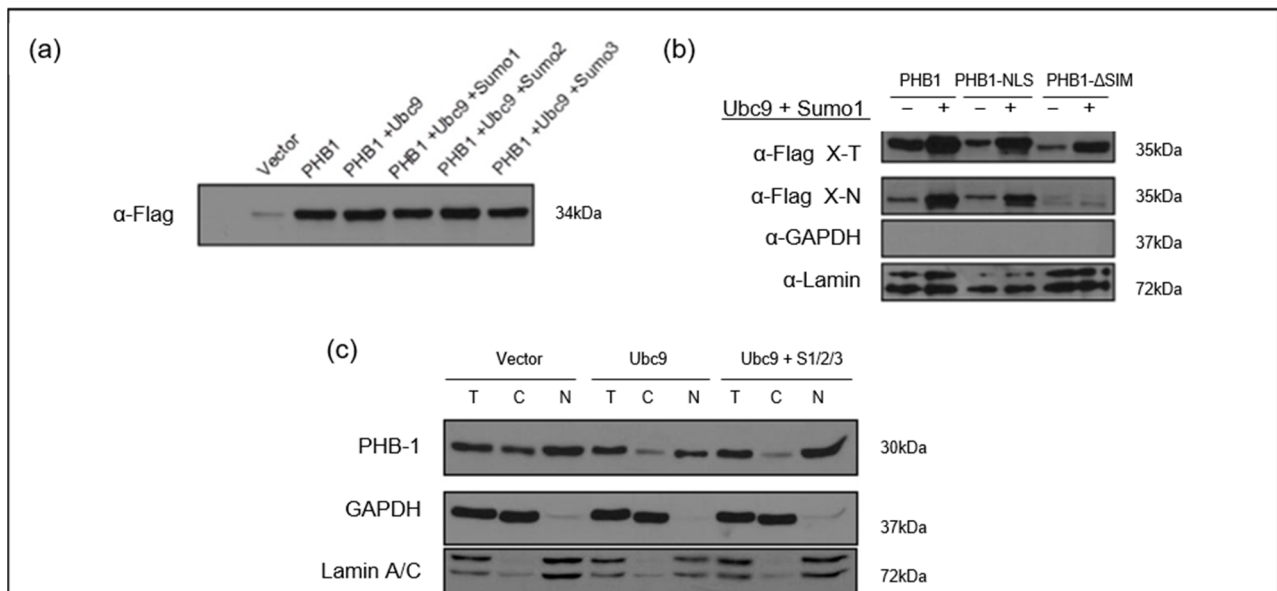 (a)
Vector
PHB1
PHB1 +Ubc9
PHB1 +Ubc9 +Sumo1
PHB1 +Ubc9 +Sumo2
PHB1 +Ubc9 +Sumo3
α-Flag
34kDa
(b)
PHB1 PHB1-NLS PHB1-ΔSIM
Ubc9 + Sumo1 – + – + – +
α-Flag X-T 35kDa
α-Flag X-N 35kDa
α-GAPDH 37kDa
α-Lamin 72kDa
(c)
Vector Ubc9 Ubc9 + S1/2/3
T C N T C N T C N
PHB-1 30kDa
GAPDH 37kDa
Lamin A/C 72kDa